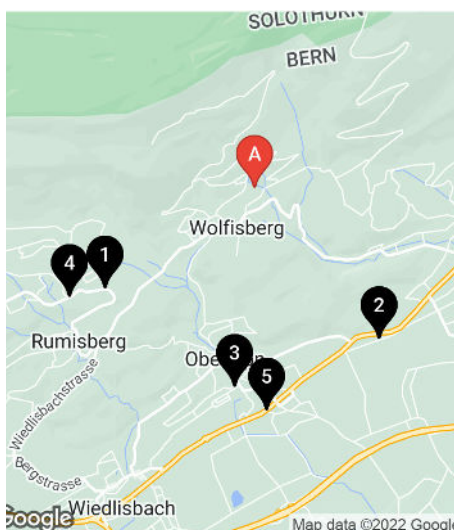 SOLOTHURN
BERN
A
Wolfisberg
4
1
2
Rumisberg
3
5
Wiedlisbachstrasse
Bergstrasse
Wiedlisbach
Google
Map data ©2022 Google